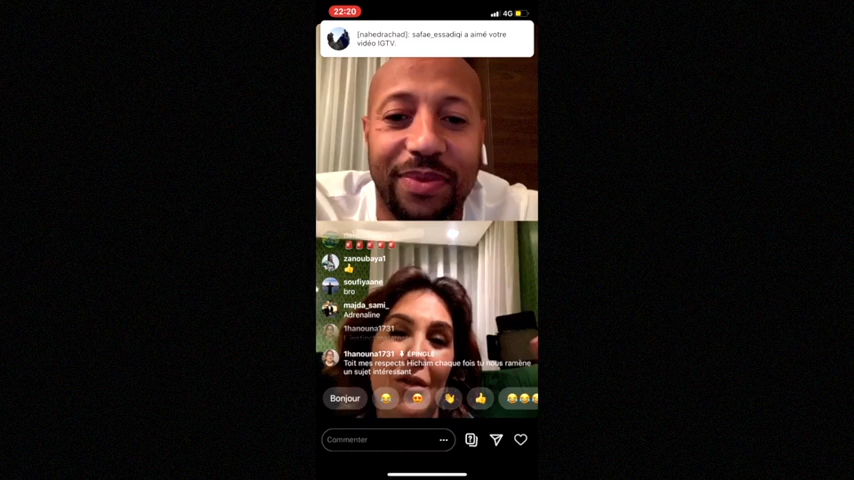 22:20
4G
[nahedrachad]: safae_essadiqi a aimé votre
vidéo IGTV.
zanoubaya1
soufiyaane
bro
majda_sami_
Adrenaline
1hanouna1731
1hanouna1731 ÉPINGLÉ
Toit mes respects Hicham chaque fois tu nous ramène
un sujet intéressant
Bonjour
Commenter